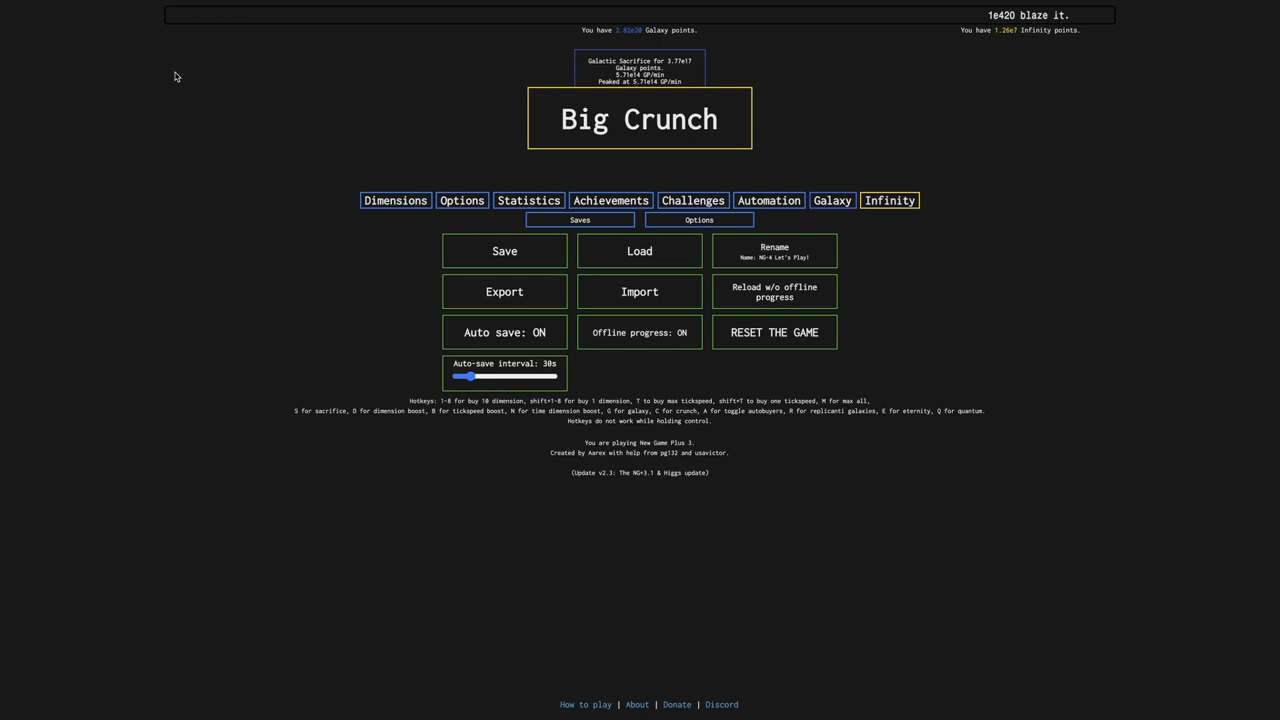 1e420 blaze it.
You have 2.82e20 Galaxy points.
You have 1.26e7 Infinity points.
Galactic Sacrifice for 3.77e17
Galaxy points.
5.71e14 GP/min
Peaked at 5.71e14 GP/min
Big Crunch
Dimensions Options Statistics Achievements Challenges Automation Galaxy Infinity
Saves Options
Save Load Rename
Name: NG-4 Let's Play!
Export Import Reload w/o offline
progress
Auto save: ON Offline progress: ON RESET THE GAME
Auto-save interval: 30s
Hotkeys: 1-8 for buy 10 dimension, shift+1-8 for buy 1 dimension, T to buy max tickspeed, shift+T to buy one tickspeed, M for max all,
S for sacrifice, D for dimension boost, B for tickspeed boost, N for time dimension boost, G for galaxy, C for crunch, A for toggle autobuyers, R for replicanti galaxies, E for eternity, Q for quantum.
Hotkeys do not work while holding control.
You are playing New Game Plus 3.
Created by Aarex with help from pg132 and usavictor.
(Update v2.3: The NG+3.1 & Higgs update)
How to play | About | Donate | Discord